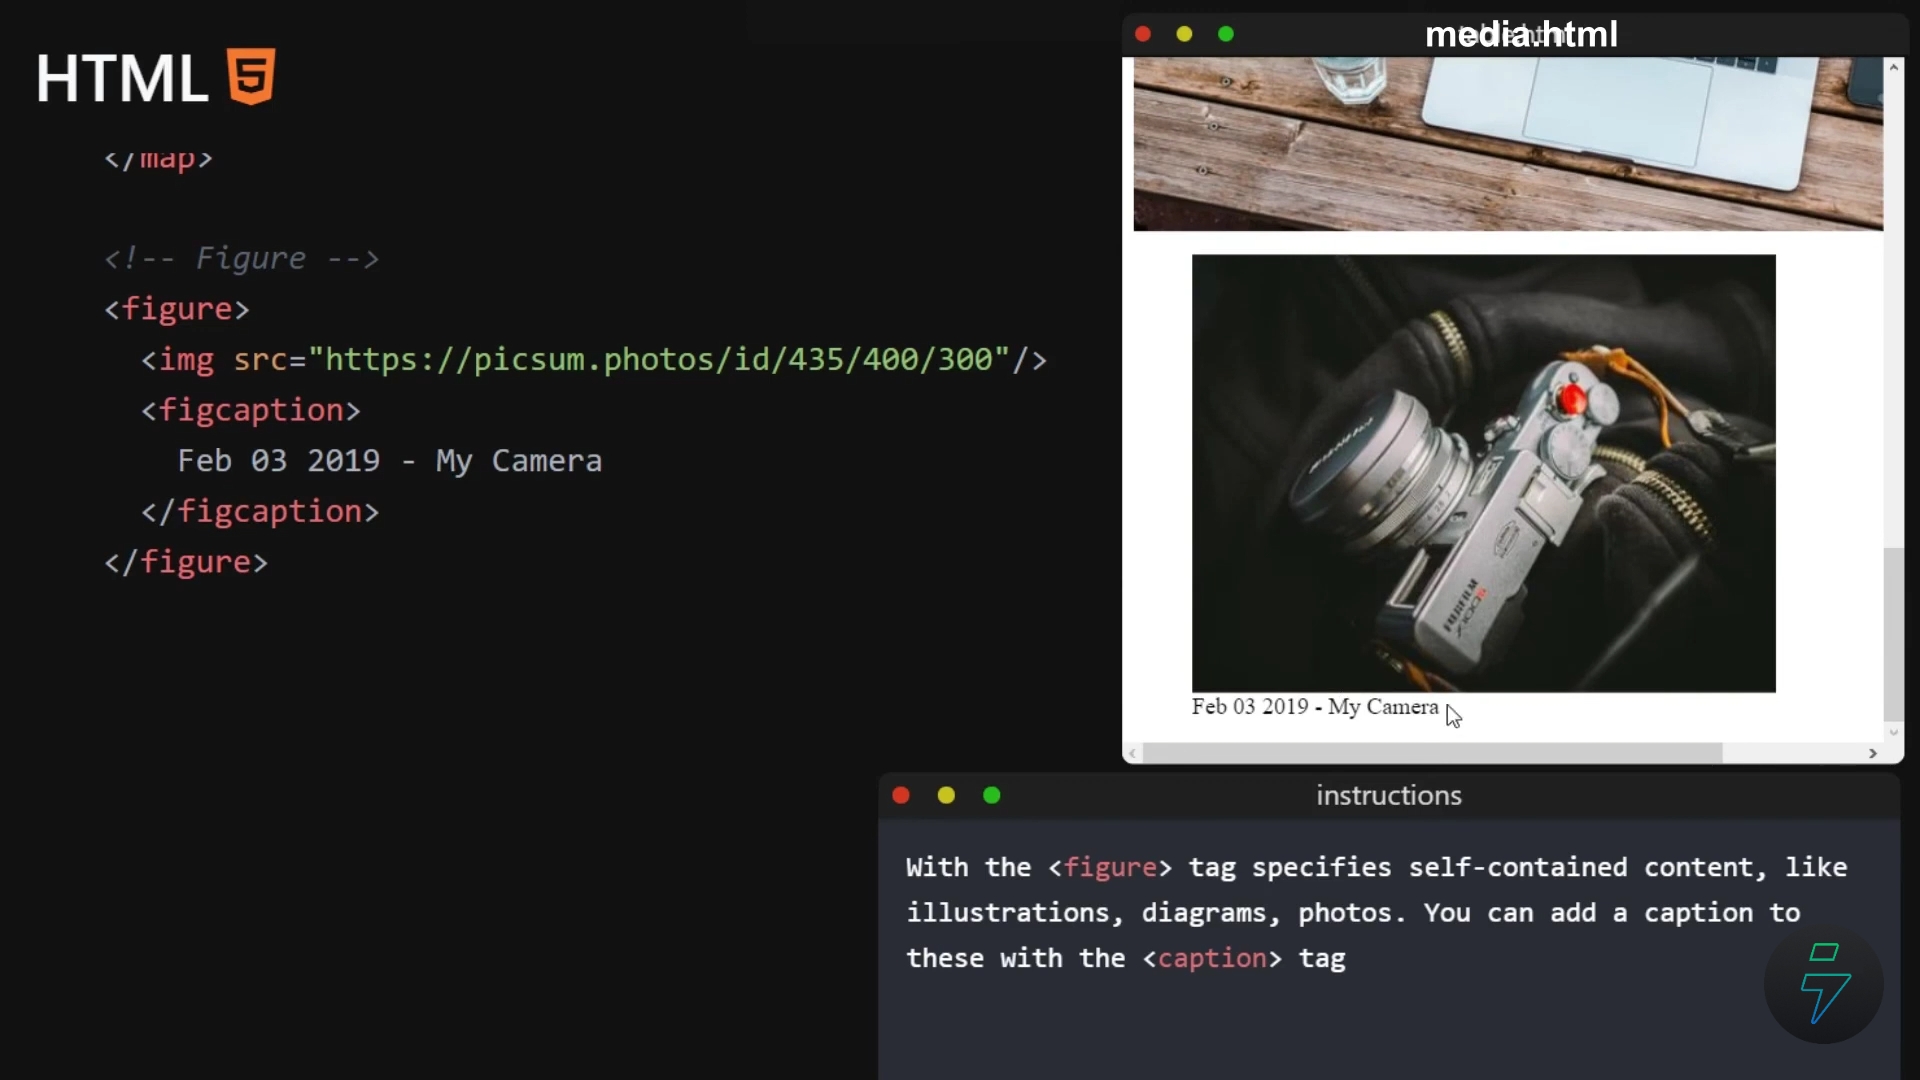 HTML 5
</map>
<!-- Figure -->
<figure>
<img src="https://picsum.photos/id/435/400/300"/>
<figcaption>
Feb 03 2019 - My Camera
</figcaption>
</figure>
media.html
FUJIFILM
X100S
Feb 03 2019 - My Camera
instructions
With the <figure> tag specifies self-contained content, like
illustrations, diagrams, photos. You can add a caption to
these with the <caption> tag